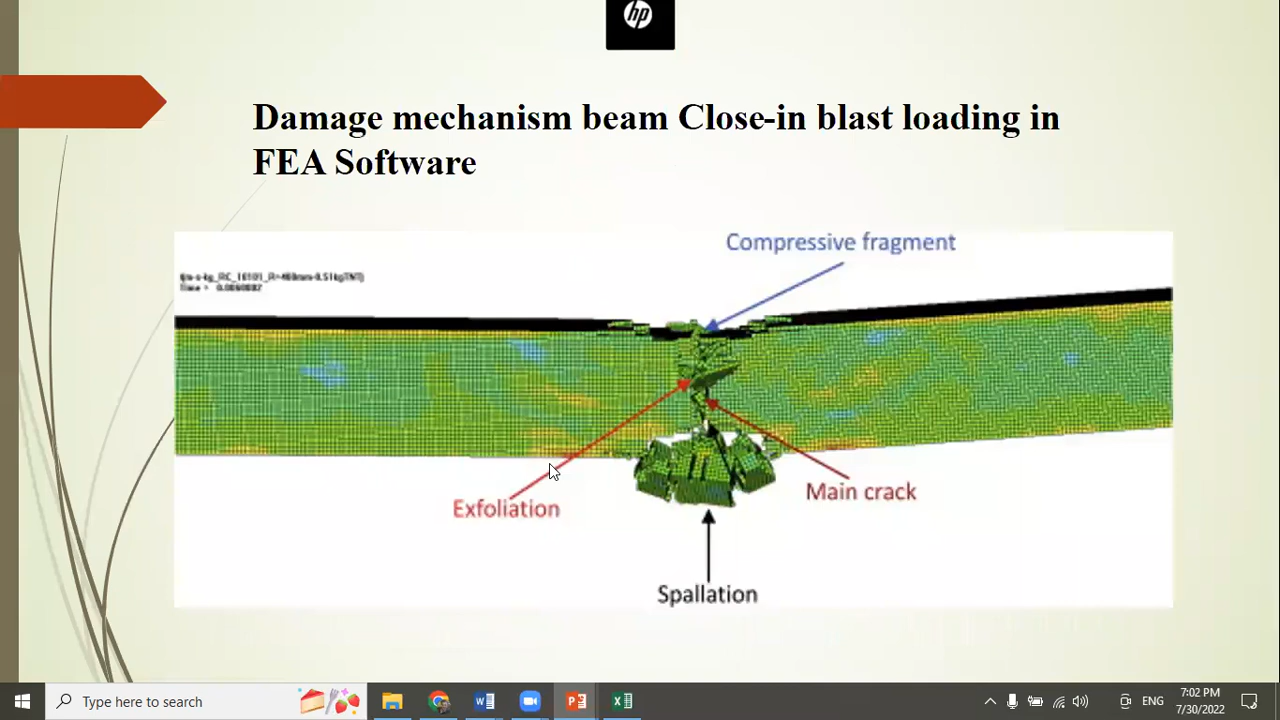 hp
Damage mechanism beam Close-in blast loading in
FEA Software
Compressive fragment
Exfoliation
Main crack
Spallation
Type here to search
ENG
7:02 PM
7/30/2022